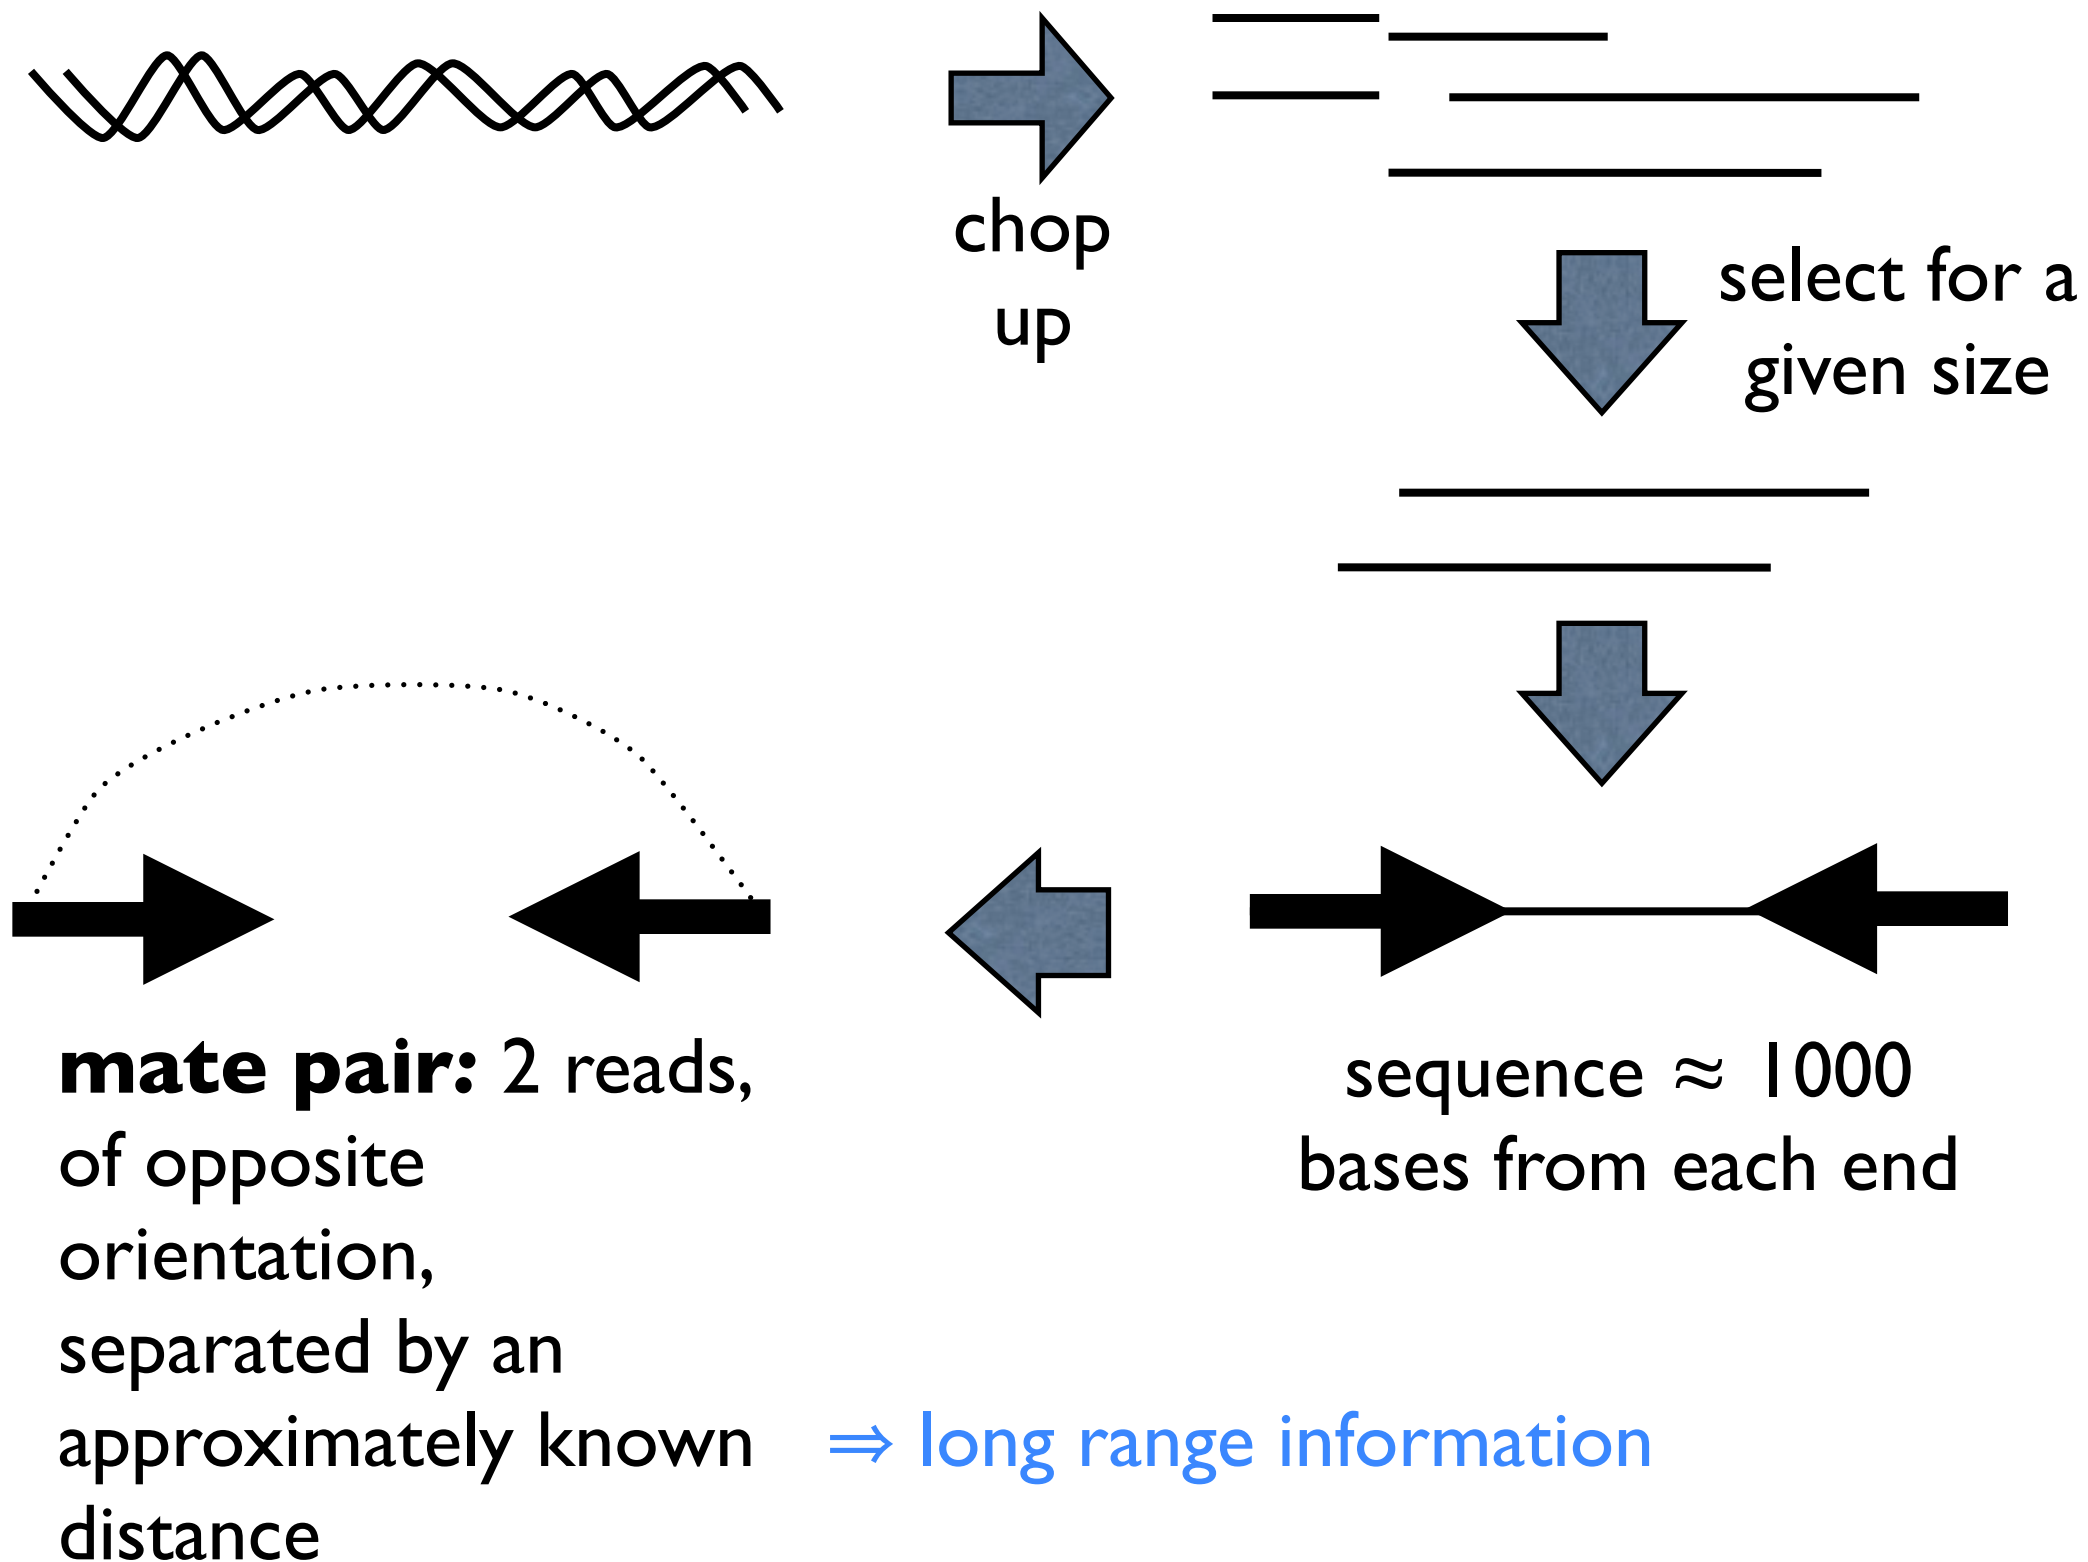 chop
up
select for a
given size
sequence ≈ 1000
bases from each end
mate pair: 2 reads,
of opposite
orientation,
separated by an
approximately known
distance
⇒ long range information